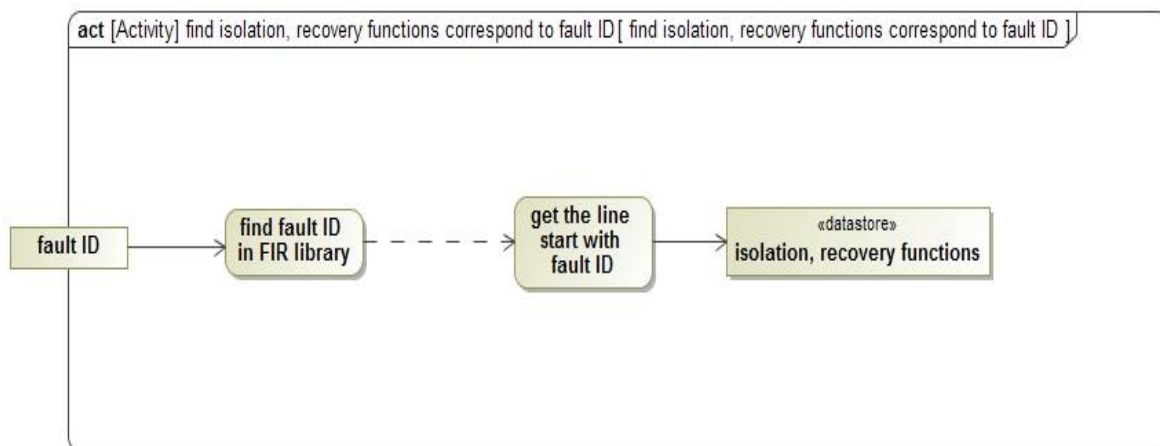 act [Activity] find isolation, recovery functions correspond to fault ID[ find isolation, recovery functions correspond to fault ID ]
fault ID
find fault ID
in FIR library
get the line
start with
fault ID
«datastore»
isolation, recovery functions